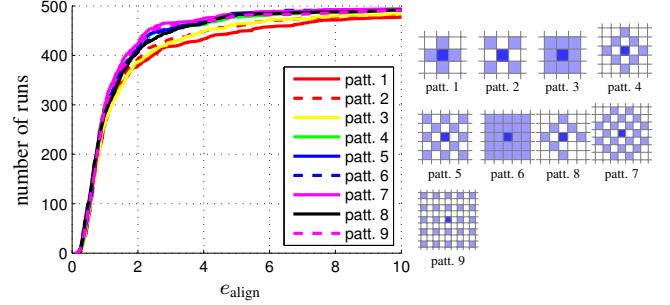 500
400
300
200
100
0
0 2 4 6 8 10
number of runs
e_align
patt. 1
patt. 2
patt. 3
patt. 4
patt. 5
patt. 6
patt. 7
patt. 8
patt. 9
patt. 1 patt. 2 patt. 3 patt. 4
patt. 5 patt. 6 patt. 8 patt. 7
patt. 9